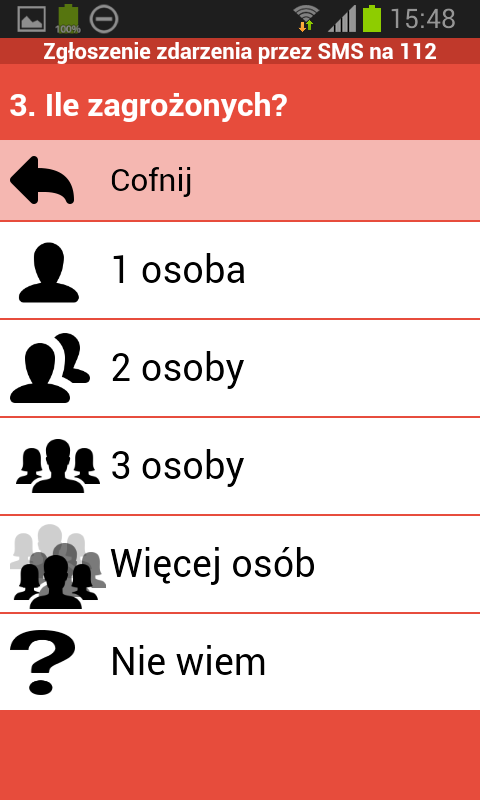 100%
15:48
Zgłoszenie zdarzenia przez SMS na 112
3. Ile zagrożonych?
Cofnij
1 osoba
2 osoby
3 osoby
Więcej osób
Nie wiem